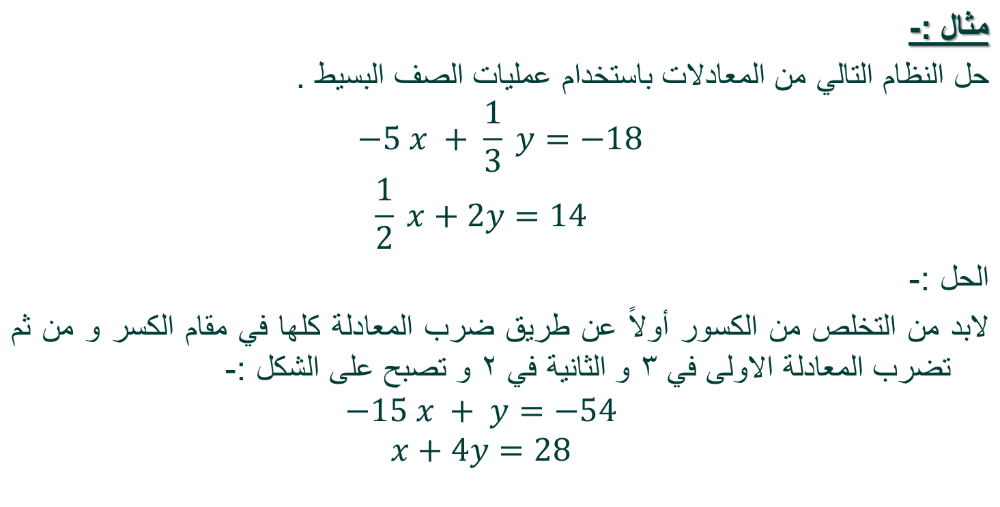 مثال :-
حل النظام التالي من المعادلات باستخدام عمليات الصف البسيط .
−5 x + 1/3 y = −18
1/2 x + 2y = 14
الحل :-
لابد من التخلص من الكسور أولاً عن طريق ضرب المعادلة كلها في مقام الكسر و من ثم
تضرب المعادلة الاولى في ٣ و الثانية في ٢ و تصبح على الشكل :-
−15 x + y = −54
x + 4y = 28